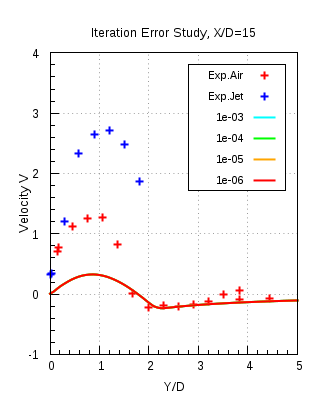 Iteration Error Study, X/D=15
4
3
2
1
0
-1
Velocity V
Exp.Air
Exp.Jet
1e-03
1e-04
1e-05
1e-06
0 1 2 3 4 5
Y/D